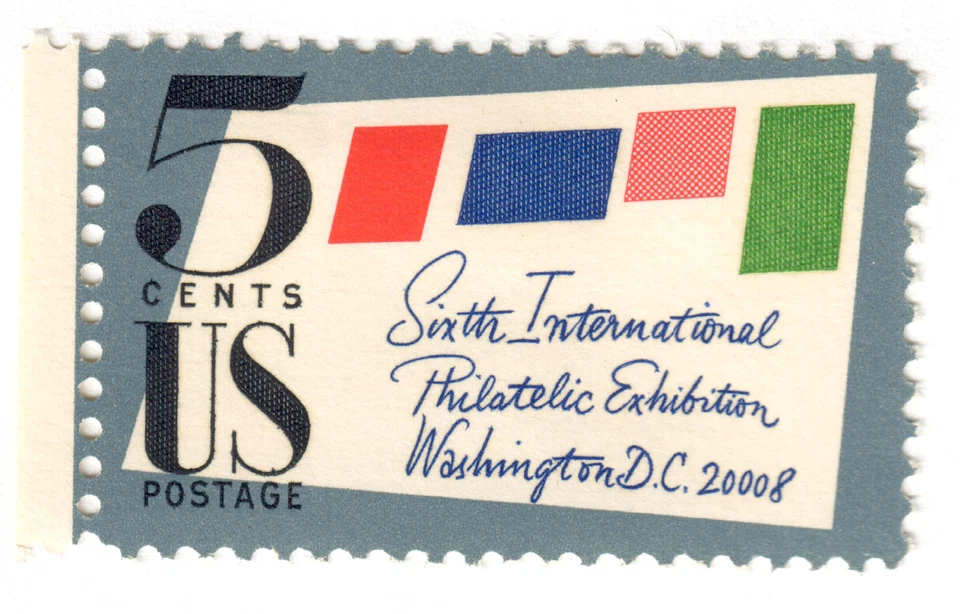 5
CENTS
US
POSTAGE
Sixth International
Philatelic Exhibition
Washington D.C. 20008